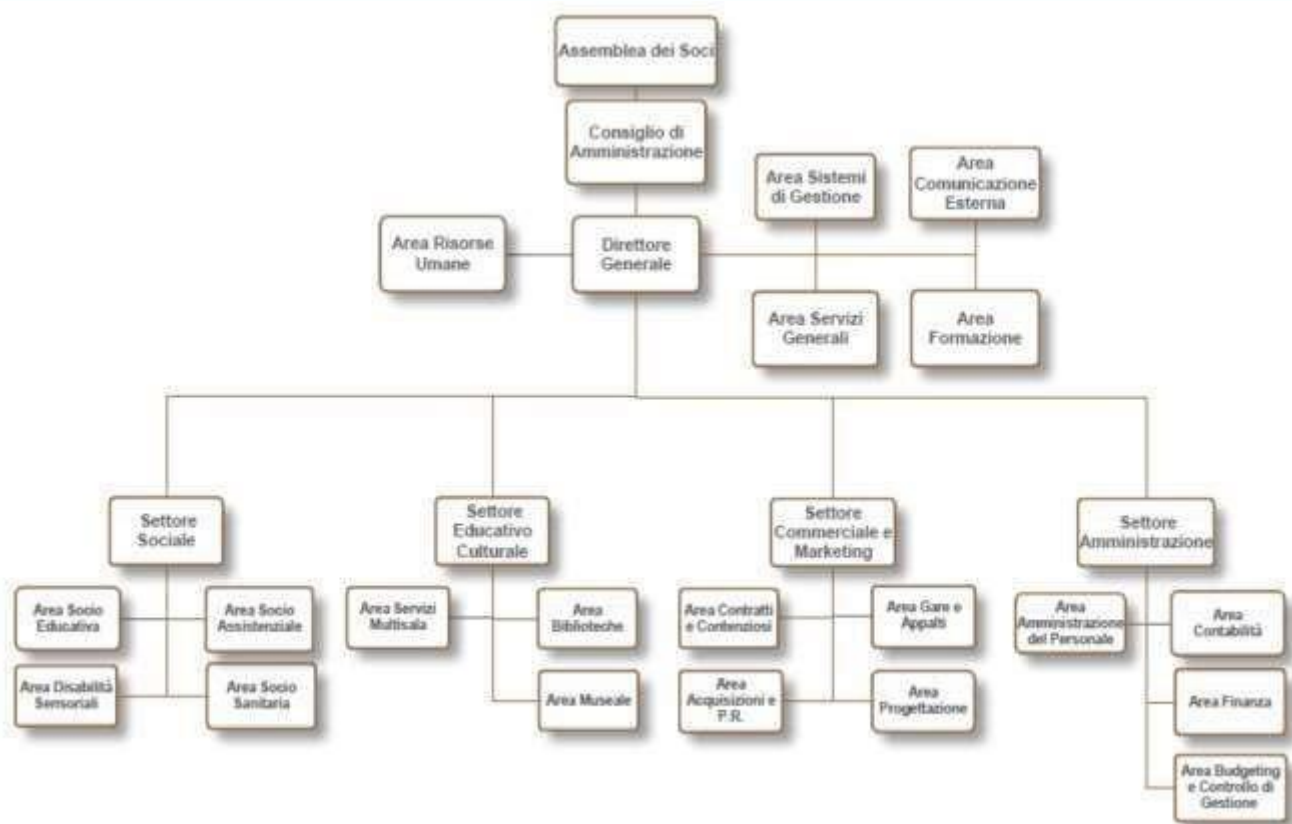 Assemblea dei Soci
Consiglio di
Amministrazione
Area Sistemi
di Gestione
Area
Comunicazione
Esterna
Area Risorse
Umane
Direttore
Generale
Area Servizi
Generali
Area
Formazione
Settore
Sociale
Settore
Educativo
Culturale
Settore
Commerciale e
Marketing
Settore
Amministrazione
Area Socio
Educativa
Area Socio
Assistenziale
Area Disabilità
Sensoriali
Area Socio
Sanitaria
Area Servizi
Multisala
Area
Biblioteche
Area Museale
Area Contratti
e Contenziosi
Area Gare e
Appalti
Area
Acquisizioni e
P.R.
Area
Progettazione
Area
Amministrazione
del Personale
Area
Contabilità
Area Finanza
Area Budgeting
e Controllo di
Gestione